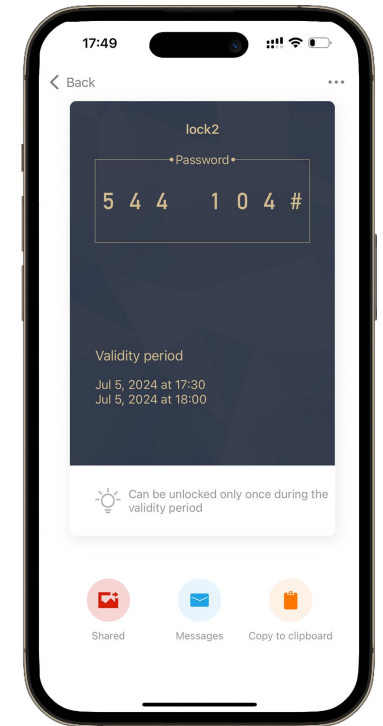 17:49
Back
lock2
•Password•
544 104#
Validity period
Jul 5, 2024 at 17:30
Jul 5, 2024 at 18:00
Can be unlocked only once during the
validity period
Shared Messages Copy to clipboard